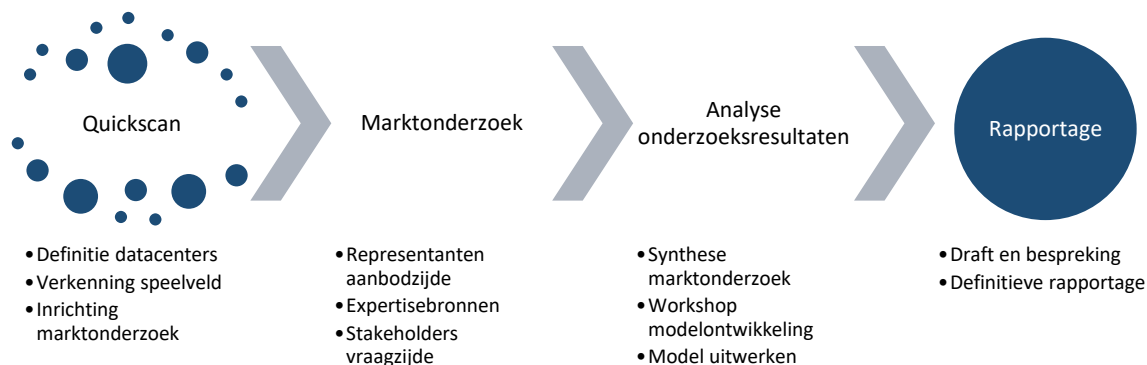 Quickscan
Marktonderzoek
Analyse
onderzoeksresultaten
Rapportage
• Definitie datacenters
• Verkenning speelveld
• Inrichting
marktonderzoek
• Representanten
aanbodzijde
• Expertisebronnen
• Stakeholders
vraagzijde
• Synthese
marktonderzoek
• Workshop
modelontwikkeling
• Model uitwerken
• Draft en bespreking
• Definitieve rapportage